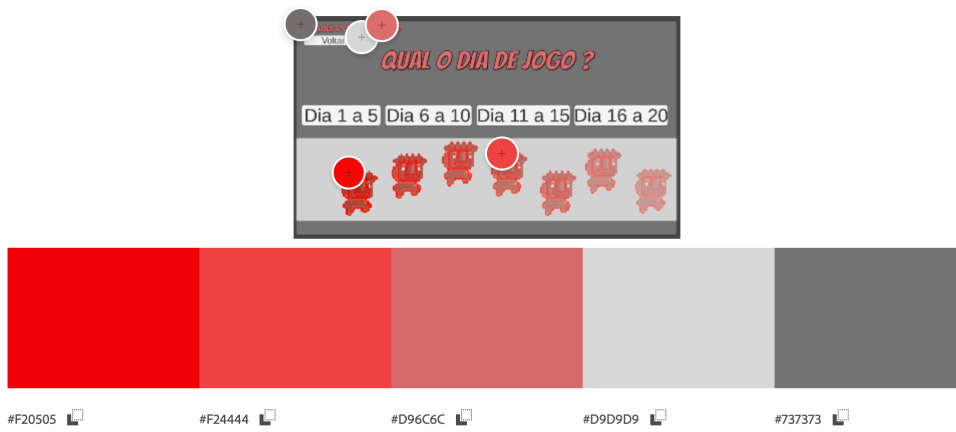 Voltar
QUAL O DIA DE JOGO ?
Dia 1 a 5 Dia 6 a 10 Dia 11 a 15 Dia 16 a 20
#F20505 #F24444 #D96C6C #D9D9D9 #737373